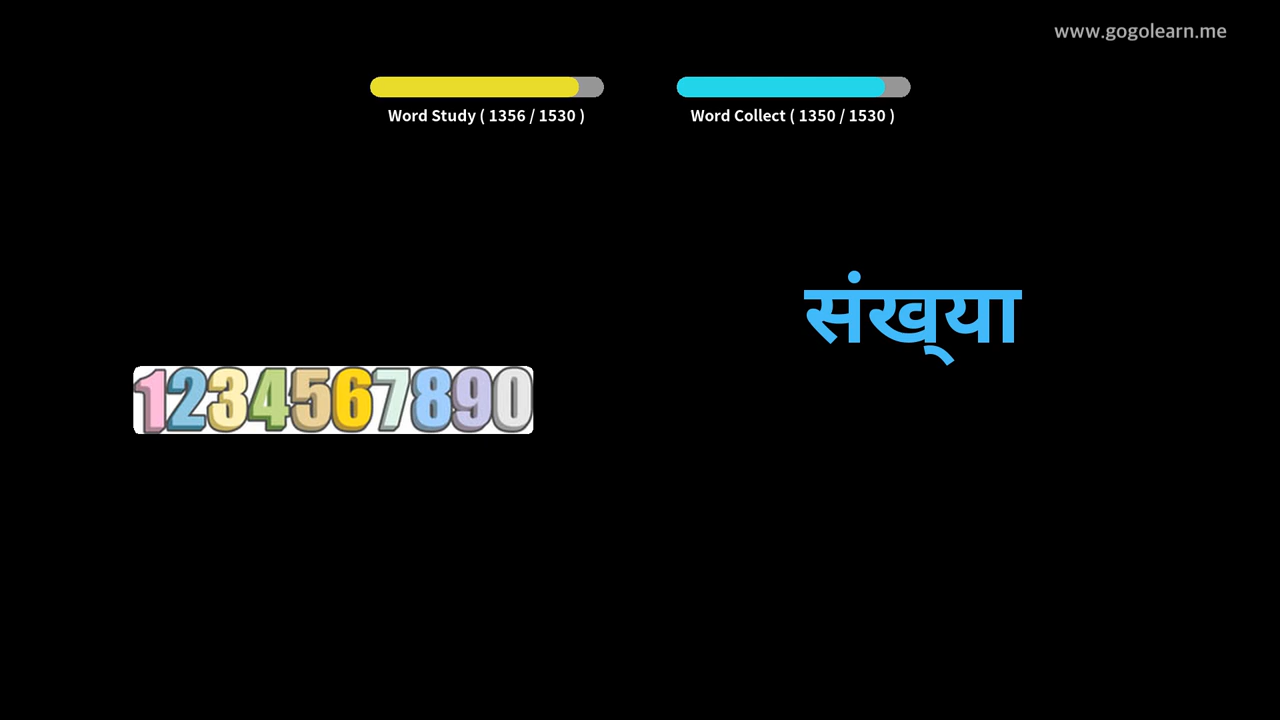 www.gogolearn.me
Word Study ( 1356 / 1530 )
Word Collect ( 1350 / 1530 )
संख्‌या
1234567890